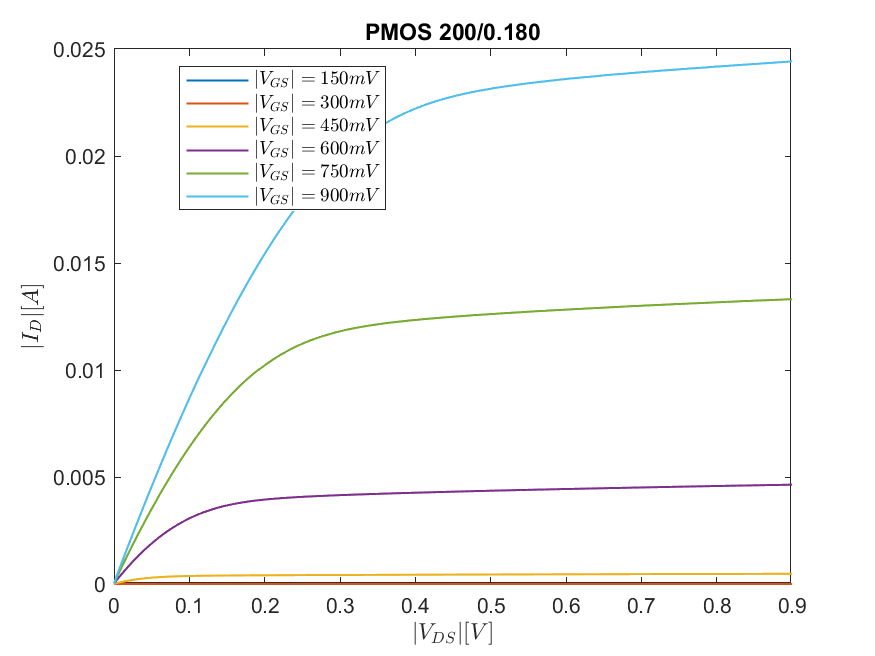 PMOS 200/0.180
0.025
0.02
0.015
0.01
0.005
0
|I_D|[A]
|V_GS| = 150mV
|V_GS| = 300mV
|V_GS| = 450mV
|V_GS| = 600mV
|V_GS| = 750mV
|V_GS| = 900mV
0 0.1 0.2 0.3 0.4 0.5 0.6 0.7 0.8 0.9
|V_DS|[V]